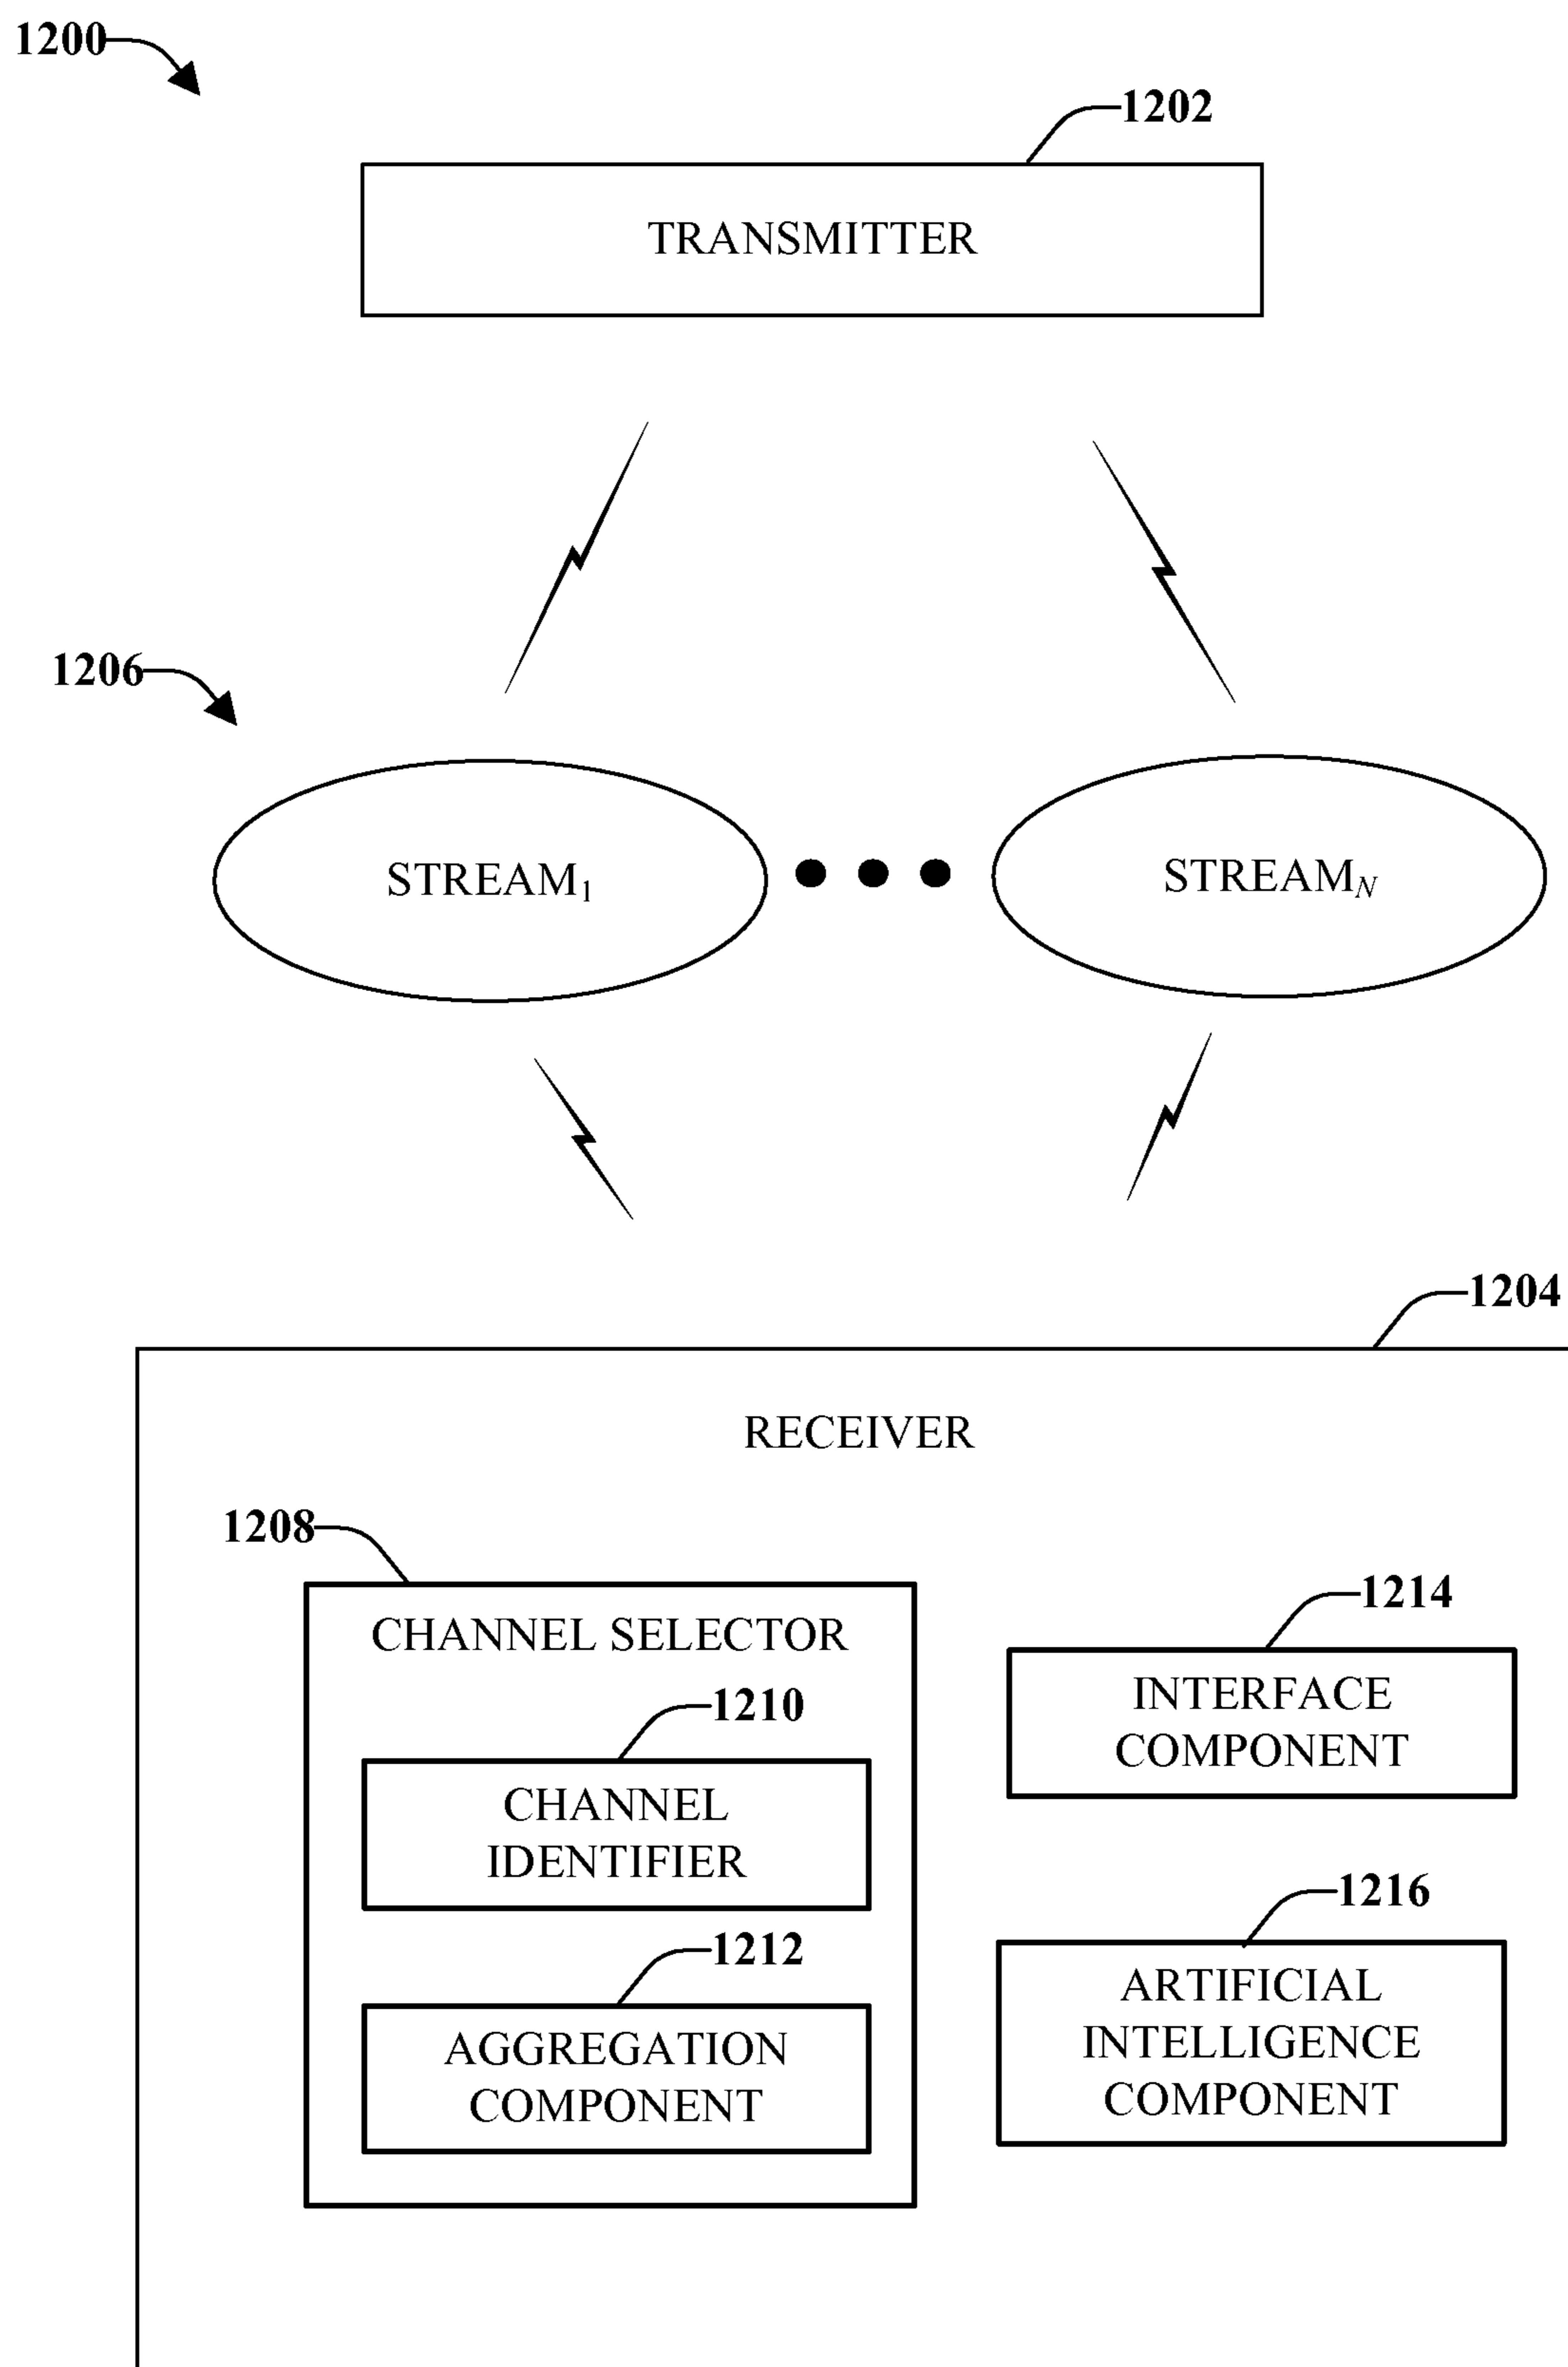 1200
1202
TRANSMITTER
1206
STREAM1
STREAMN
1204
RECEIVER
1208
CHANNEL SELECTOR
1210
CHANNEL
IDENTIFIER
1212
AGGREGATION
COMPONENT
1214
INTERFACE
COMPONENT
1216
ARTIFICIAL
INTELLIGENCE
COMPONENT